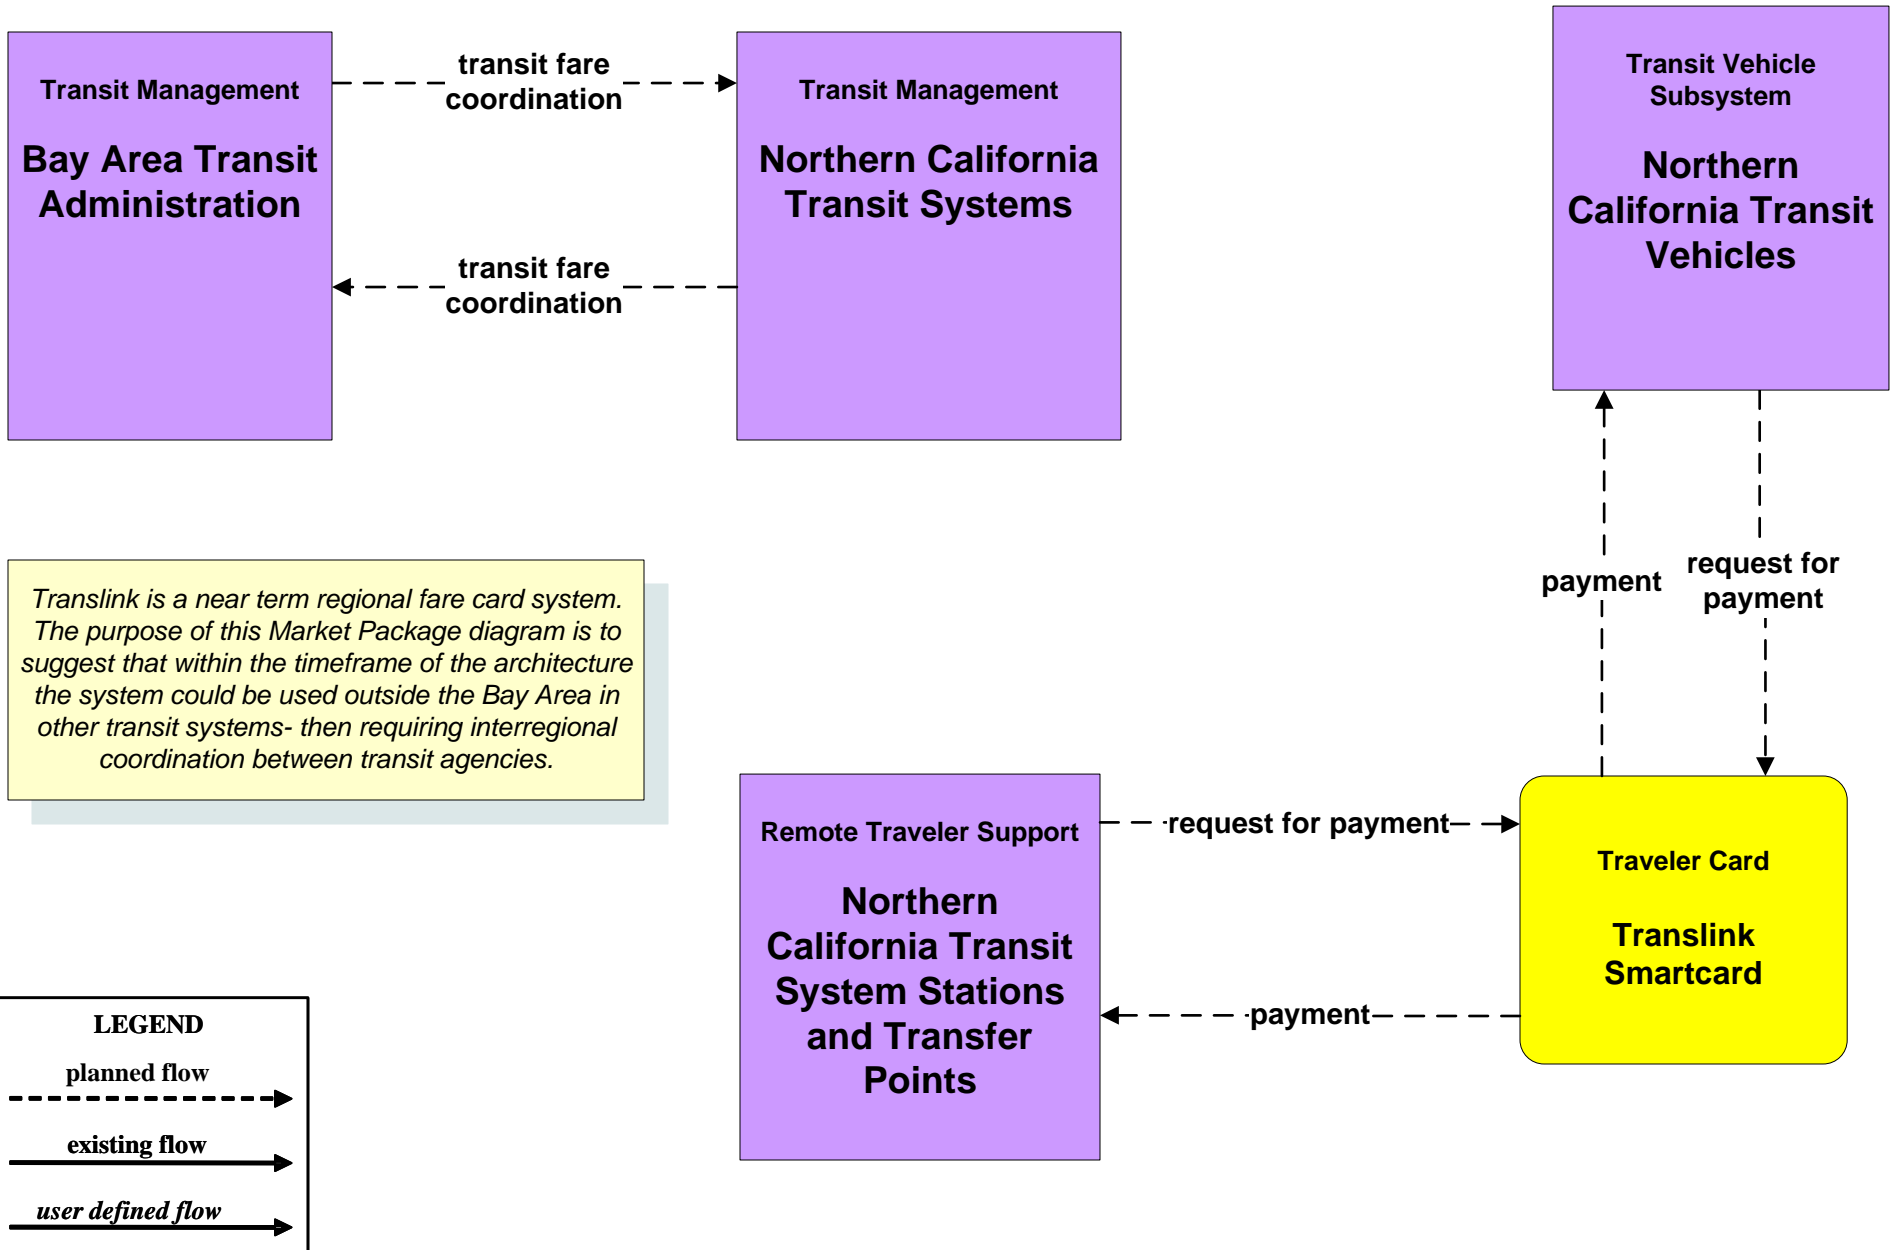 Transit Management
Bay Area Transit
Administration
transit fare
coordination
transit fare
coordination
Transit Management
Northern California
Transit Systems
Transit Vehicle
Subsystem
Northern
California Transit
Vehicles
payment
request for
payment
Translink is a near term regional fare card system.
The purpose of this Market Package diagram is to
suggest that within the timeframe of the architecture
the system could be used outside the Bay Area in
other transit systems- then requiring interregional
coordination between transit agencies.
Remote Traveler Support
Northern
California Transit
System Stations
and Transfer
Points
request for payment
payment
Traveler Card
Translink
Smartcard
LEGEND
planned flow
existing flow
user defined flow